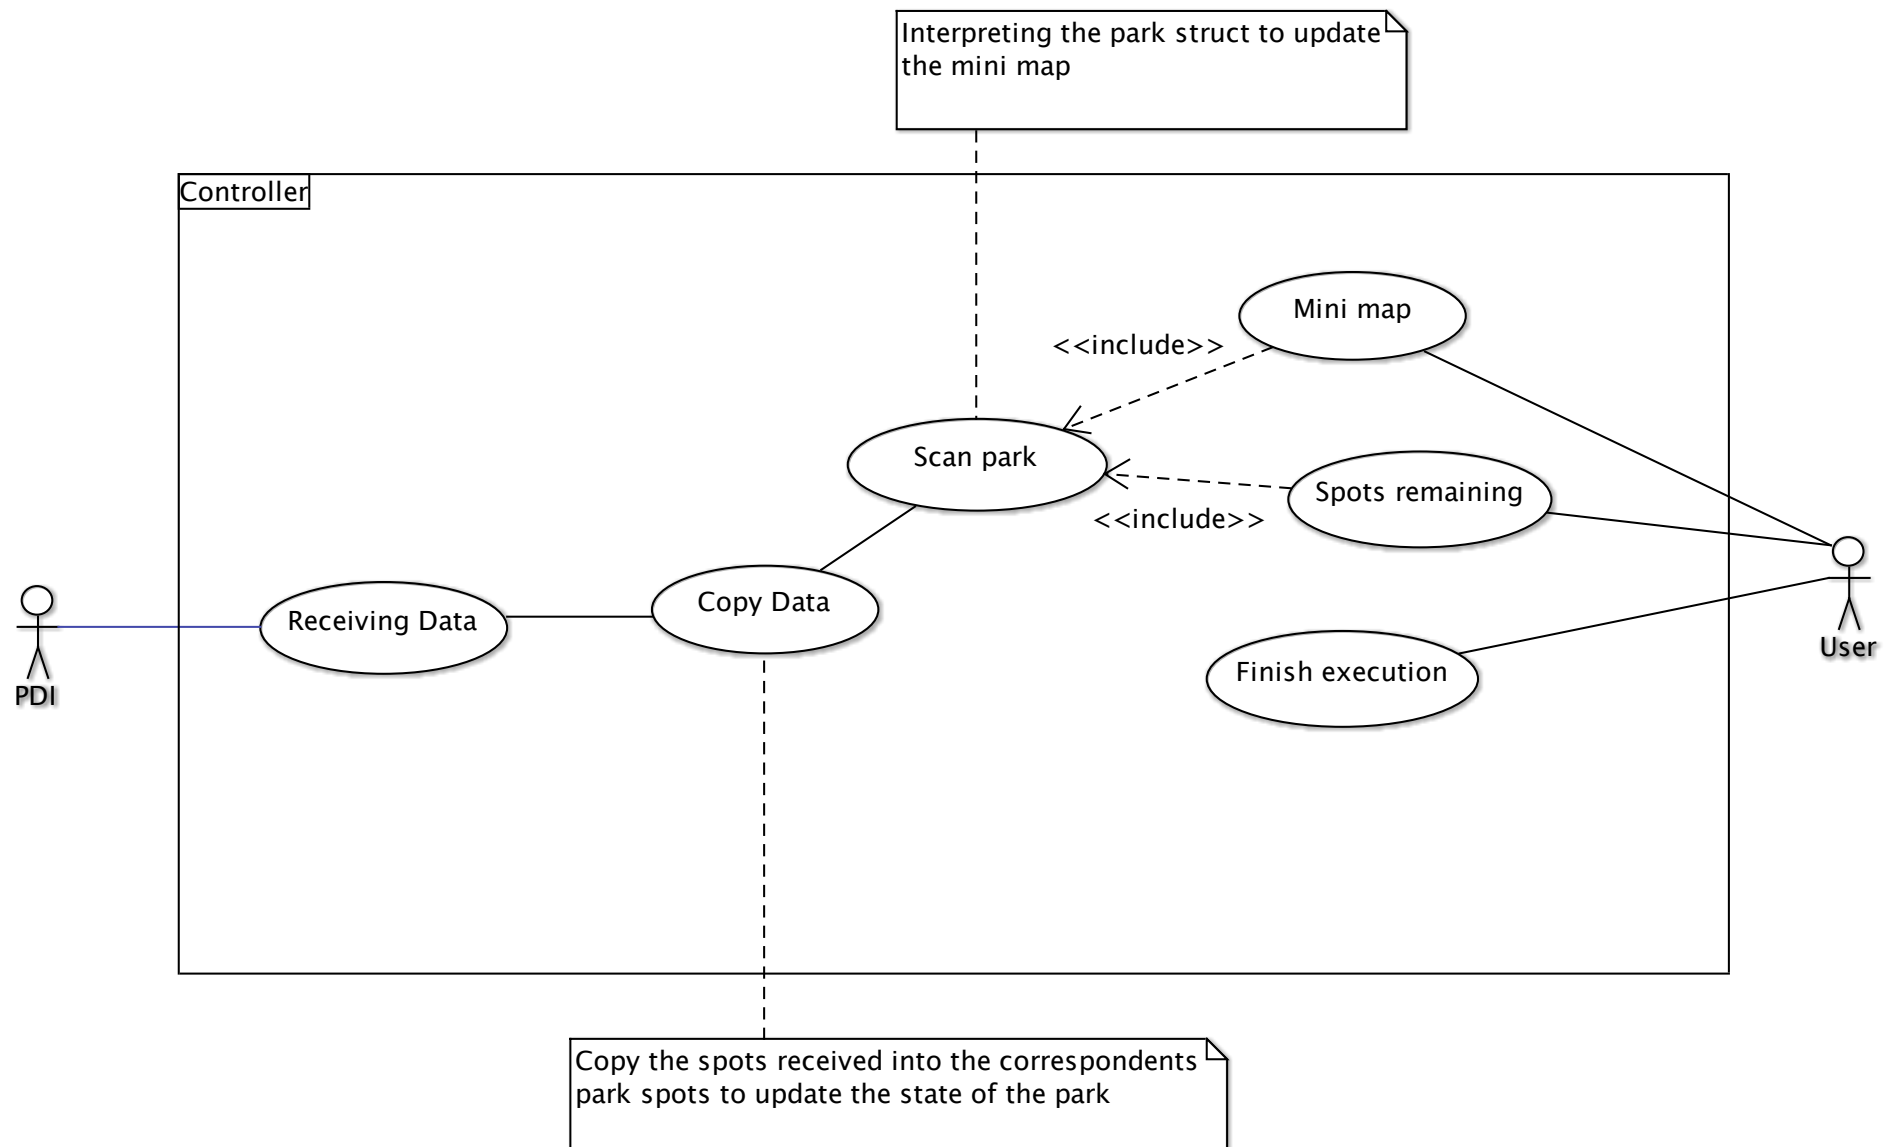 Interpreting the park struct to update
the mini map
Controller
Mini map
<<include>>
Scan park
Spots remaining
<<include>>
Copy Data
Receiving Data
User
Finish execution
PDI
Copy the spots received into the correspondents
park spots to update the state of the park